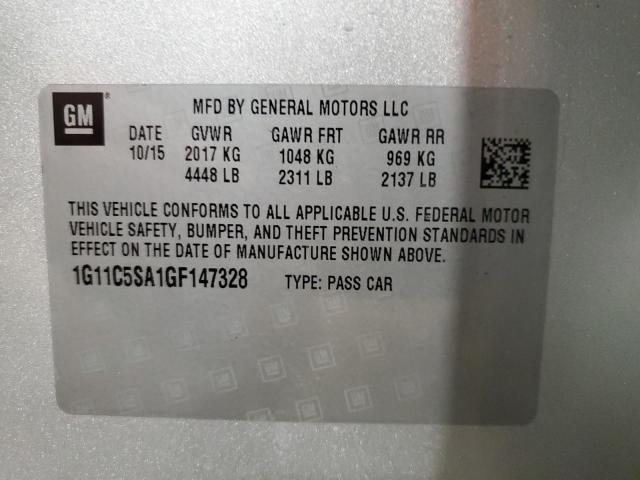 GM®
MFD BY GENERAL MOTORS LLC
DATE GVWR GAWR FRT GAWR RR
10/15 2017 KG 1048 KG 969 KG
4448 LB 2311 LB 2137 LB
THIS VEHICLE CONFORMS TO ALL APPLICABLE U.S. FEDERAL MOTOR
VEHICLE SAFETY, BUMPER, AND THEFT PREVENTION STANDARDS IN
EFFECT ON THE DATE OF MANUFACTURE SHOWN ABOVE.
1G11C5SA1GF147328 TYPE: PASS CAR